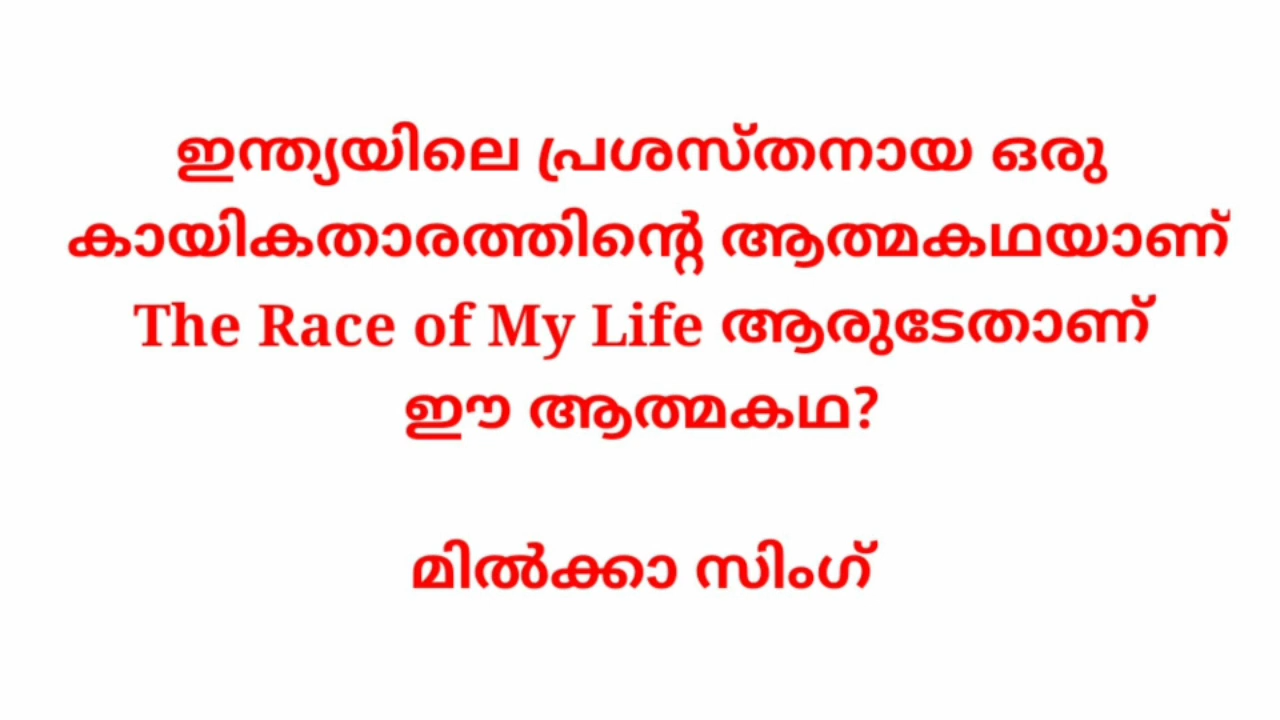 ഇന്ത്യയിലെ പ്രശസ്തനായ ഒരു
കായികതാരത്തിന്റെ ആത്മകഥയാണ്
The Race of My Life ആരുടേതാണ്
ഈ ആത്മകഥ?
മിൽക്കാ സിംഗ്